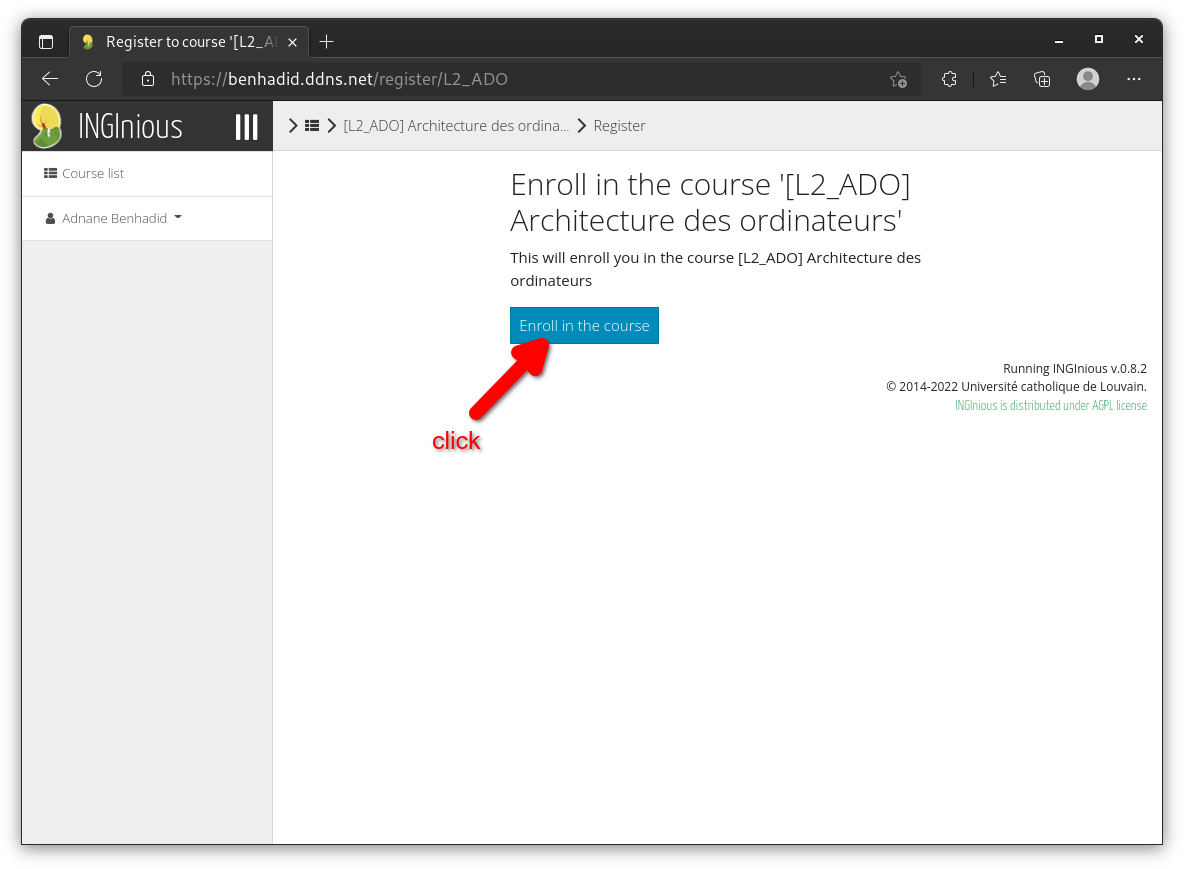 Register to course '[L2_AD
https://benhadid.ddns.net/register/L2_ADO
INGInious
[L2_ADO] Architecture des ordina...
Register
Course list
Adnane Benhadid
Enroll in the course '[L2_ADO]
Architecture des ordinateurs'
This will enroll you in the course [L2_ADO] Architecture des
ordinateurs
Enroll in the course
click
Running INGInious v.0.8.2
© 2014-2022 Université catholique de Louvain.
INGInious is distributed under AGPL license